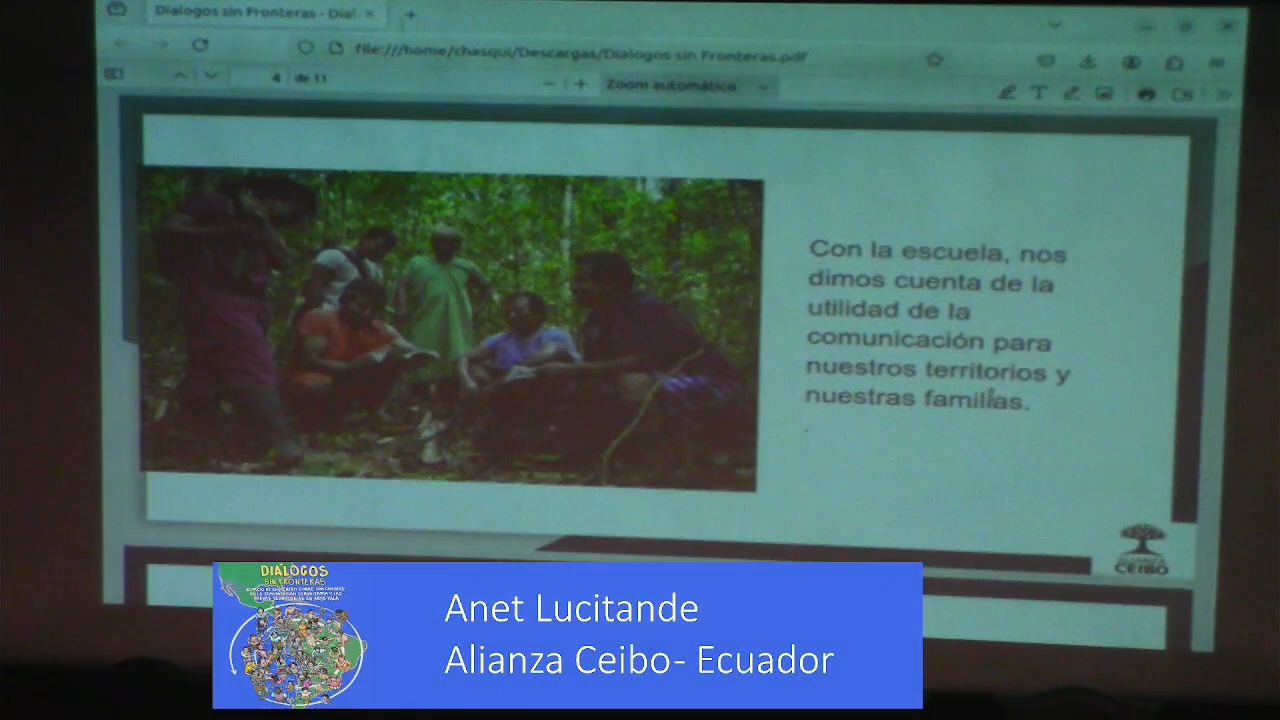 Dialogos sin Fronteras - Dial
file:///home/chasqui/Descargas/Dialogos sin Fronteras.pdf
4 de 11
Zoom automático
Con la escuela, nos
dimos cuenta de la
utilidad de la
comunicación para
nuestros territorios y
nuestras familias.
ALIANZA
CEIBO
DIÁLOGOS
SIN FRONTERAS
Anet Lucitande
Alianza Ceibo- Ecuador